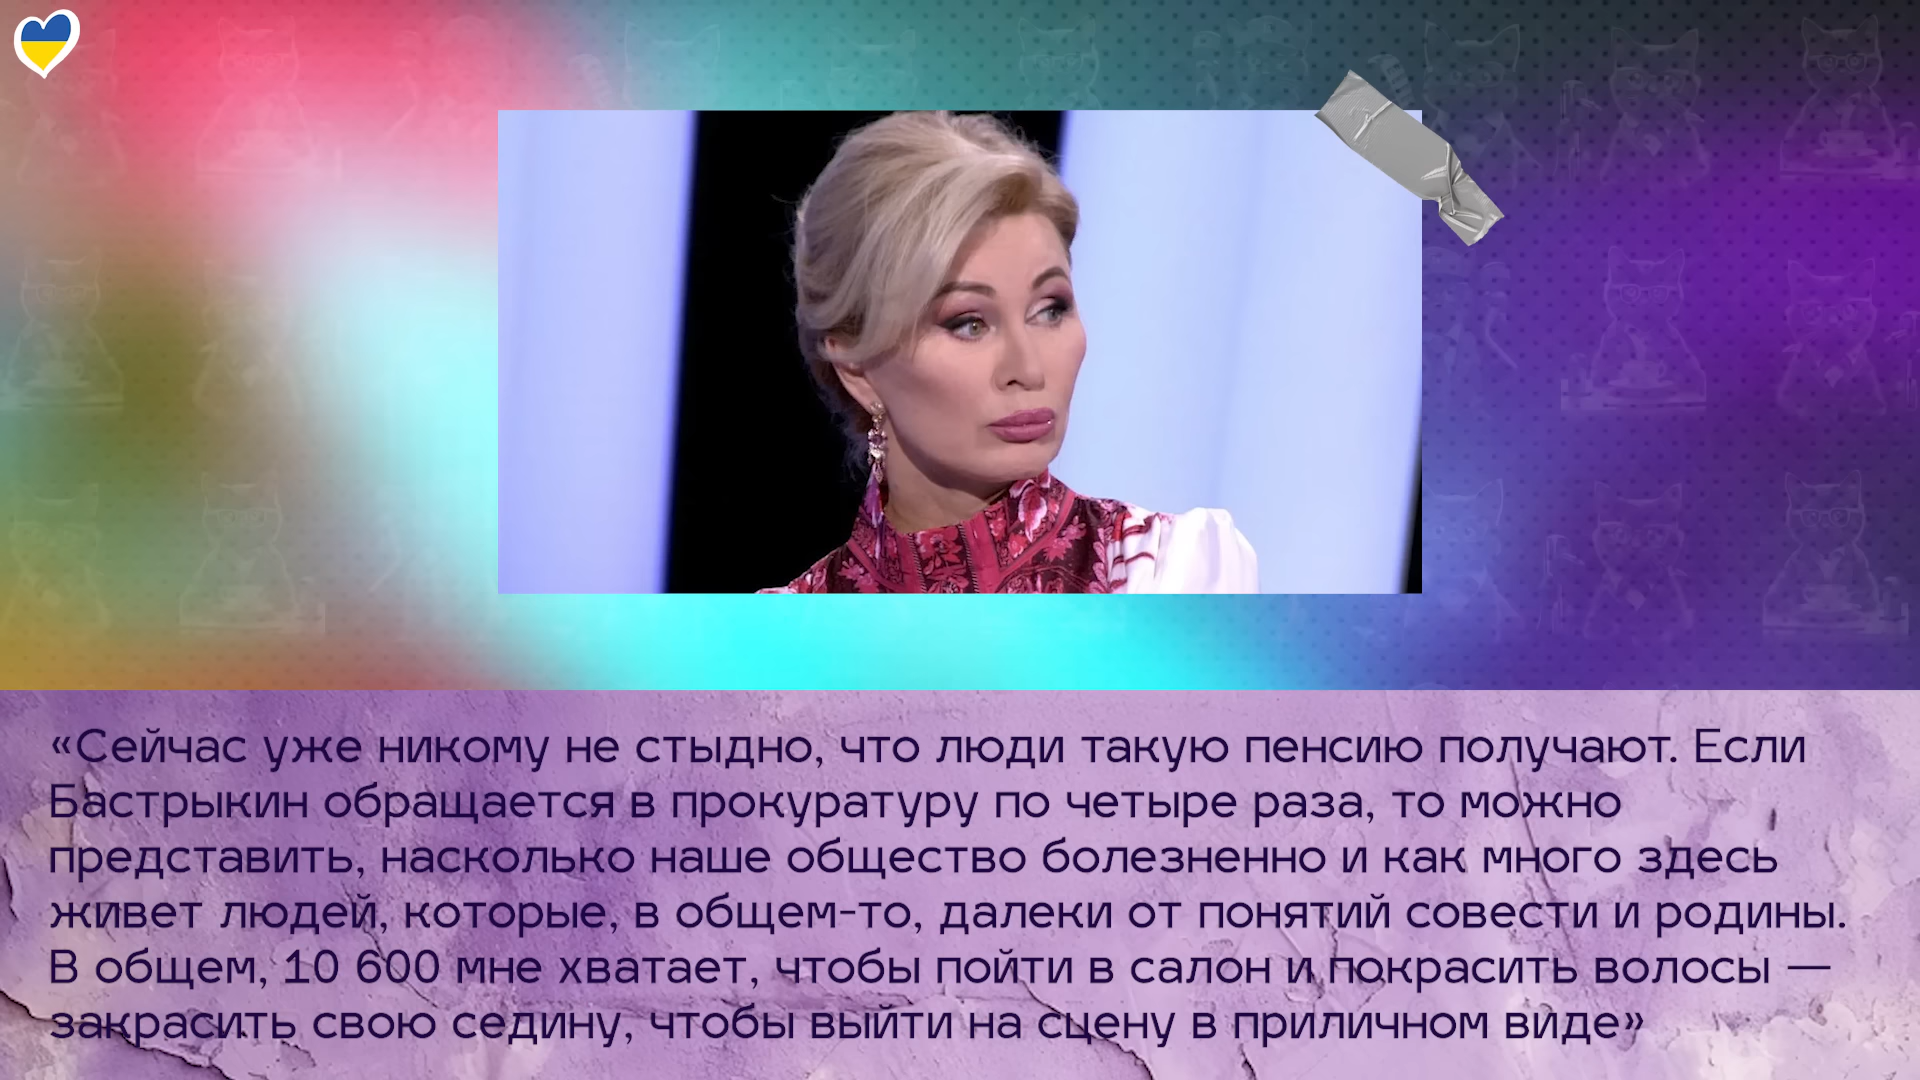 «Сейчас уже никому не стыдно, что люди такую пенсию получают. Если
Бастрыкин обращается в прокуратуру по четыре раза, то можно
представить, насколько наше общество болезненно и как много здесь
живет людей, которые, в общем-то, далеки от понятий совести и родины.
В общем, 10 600 мне хватает, чтобы пойти в салон и покрасить волосы —
закрасить свою седину, чтобы выйти на сцену в приличном виде»